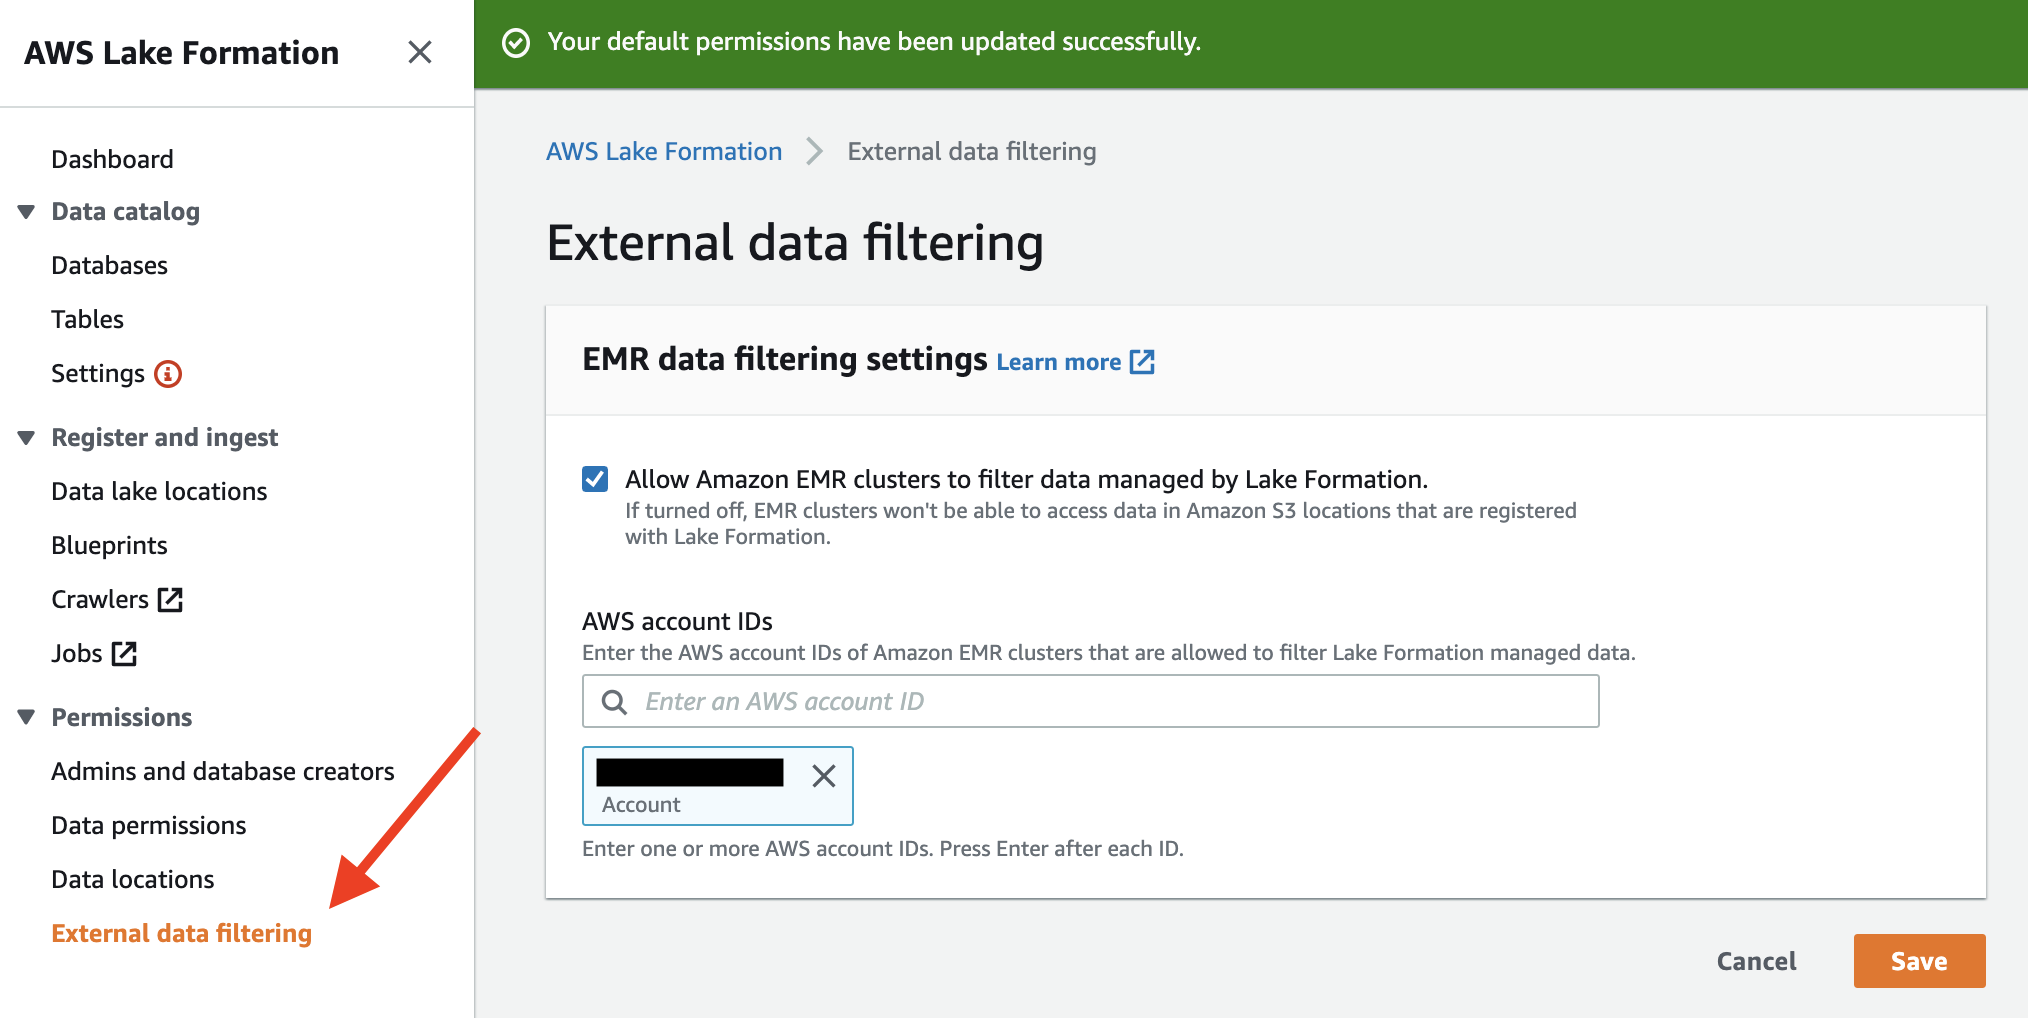 AWS Lake Formation
Dashboard
Data catalog
Databases
Tables
Settings
Register and ingest
Data lake locations
Blueprints
Crawlers
Jobs
Permissions
Admins and database creators
Data permissions
Data locations
External data filtering
Your default permissions have been updated successfully.
AWS Lake Formation > External data filtering
External data filtering
EMR data filtering settings Learn more
Allow Amazon EMR clusters to filter data managed by Lake Formation.
If turned off, EMR clusters won't be able to access data in Amazon S3 locations that are registered
with Lake Formation.
AWS account IDs
Enter the AWS account IDs of Amazon EMR clusters that are allowed to filter Lake Formation managed data.
Enter an AWS account ID
Account
Enter one or more AWS account IDs. Press Enter after each ID.
Cancel Save